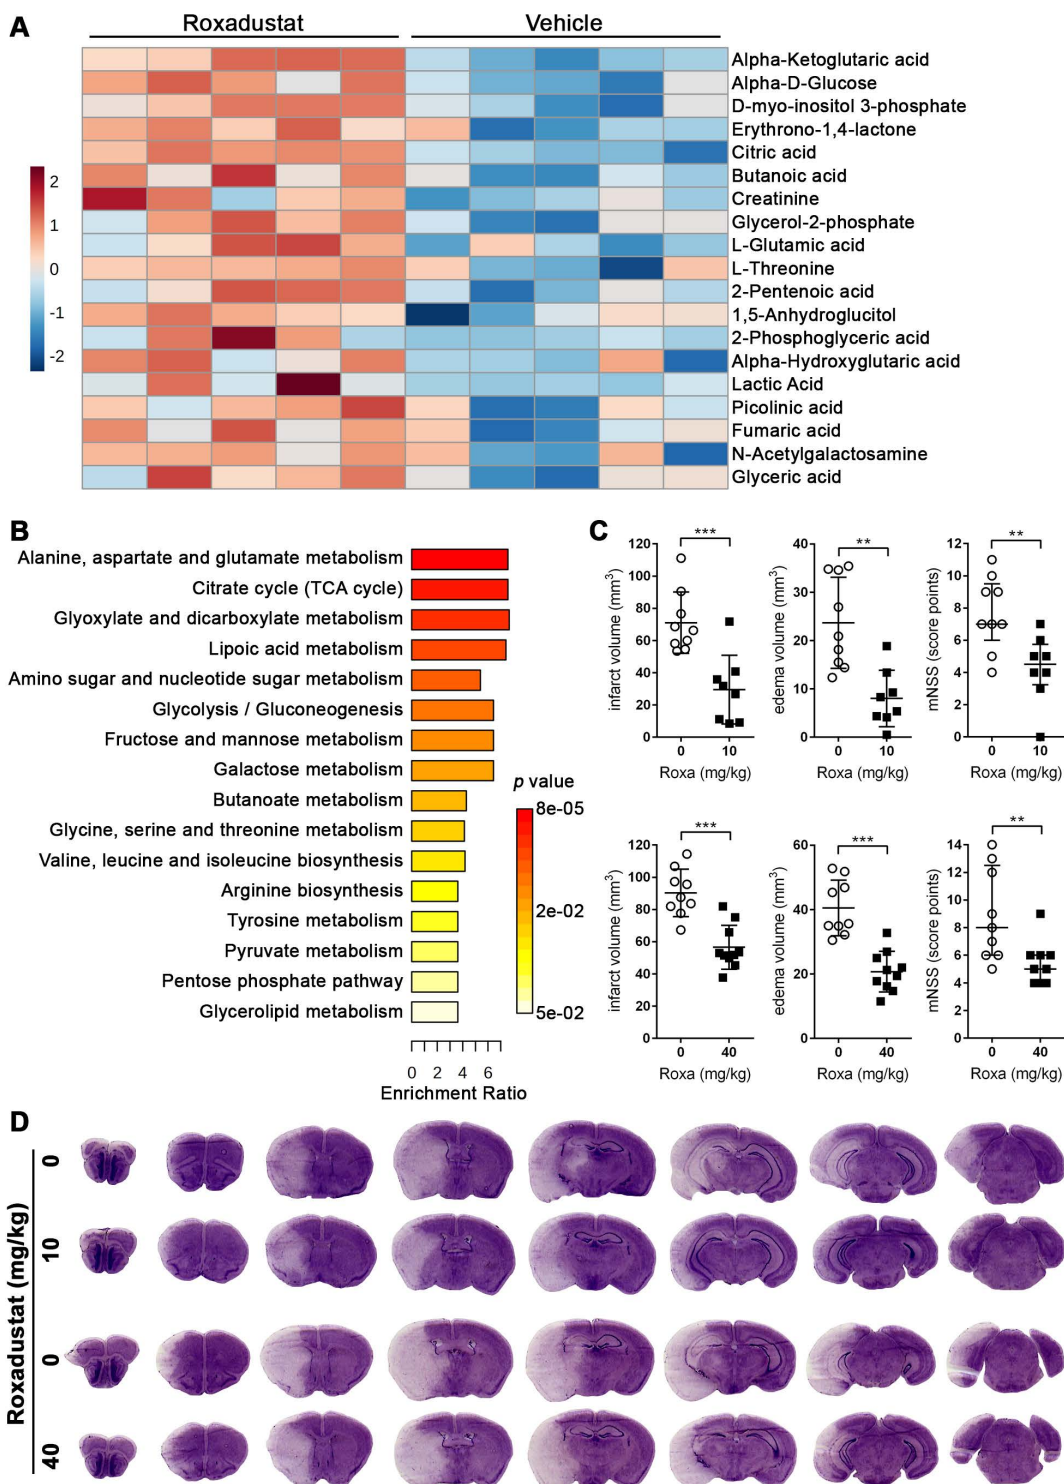 A
Roxadustat
Vehicle
Alpha-Ketoglutaric acid
Alpha-D-Glucose
D-myo-inositol 3-phosphate
Erythrono-1,4-lactone
Citric acid
Butanoic acid
Creatinine
Glycerol-2-phosphate
L-Glutamic acid
L-Threonine
2-Pentenoic acid
1,5-Anhydroglucitol
2-Phosphoglyceric acid
Alpha-Hydroxyglutaric acid
Lactic Acid
Picolinic acid
Fumaric acid
N-Acetylgalactosamine
Glyceric acid
2
1
0
-1
-2
B
Alanine, aspartate and glutamate metabolism
Citrate cycle (TCA cycle)
Glyoxylate and dicarboxylate metabolism
Lipoic acid metabolism
Amino sugar and nucleotide sugar metabolism
Glycolysis / Gluconeogenesis
Fructose and mannose metabolism
Galactose metabolism
Butanoate metabolism
Glycine, serine and threonine metabolism
Valine, leucine and isoleucine biosynthesis
Arginine biosynthesis
Tyrosine metabolism
Pyruvate metabolism
Pentose phosphate pathway
Glycerolipid metabolism
0 2 4 6 8
Enrichment Ratio
p value
8e-05
2e-02
5e-02
C
infarct volume (mm³)
120
100
80
60
40
20
0
***
0 10
Roxa (mg/kg)
edema volume (mm³)
40
30
20
10
0
**
0 10
Roxa (mg/kg)
mNSS (score points)
12
10
8
6
4
2
0
**
0 10
Roxa (mg/kg)
infarct volume (mm³)
120
100
80
60
40
20
0
***
0 40
Roxa (mg/kg)
edema volume (mm³)
60
40
20
0
***
0 40
Roxa (mg/kg)
mNSS (score points)
14
12
10
8
6
4
2
0
**
0 40
Roxa (mg/kg)
D
Roxadustat (mg/kg)
0
10
0
40